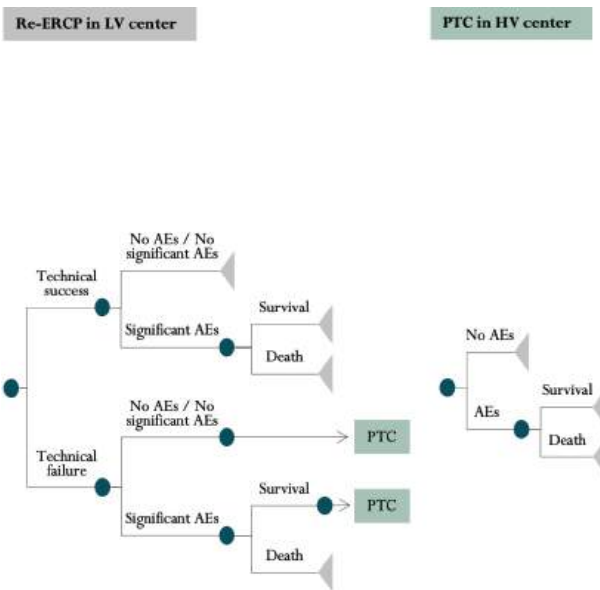 Re-ERCP in LV center
PTC in HV center
No AEs / No
significant AEs
Technical
success
Significant AEs
Survival
Death
No AEs / No
significant AEs
PTC
Technical
failure
Significant AEs
Survival
PTC
Death
No AEs
AEs
Survival
Death